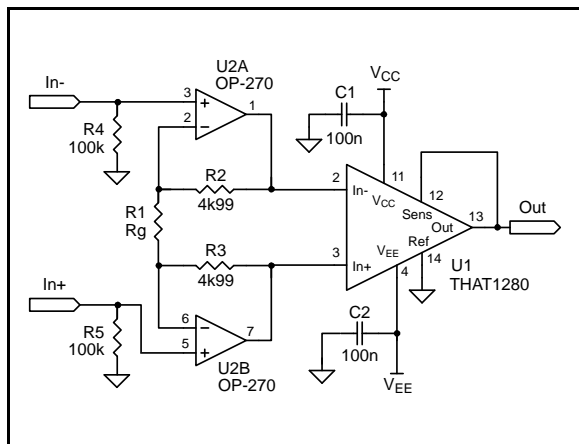 U2A
OP-270
In-
3
+
1
2
−
R4
100k
R2
4k99
R1
Rg
R3
4k99
In+
R5
100k
6
−
7
5
+
U2B
OP-270
C1
100n
VCC
11
2
In-
VCC
12
Sens
13
Out
Out
3
In+
VEE
Ref
4
14
U1
THAT1280
C2
100n
VEE